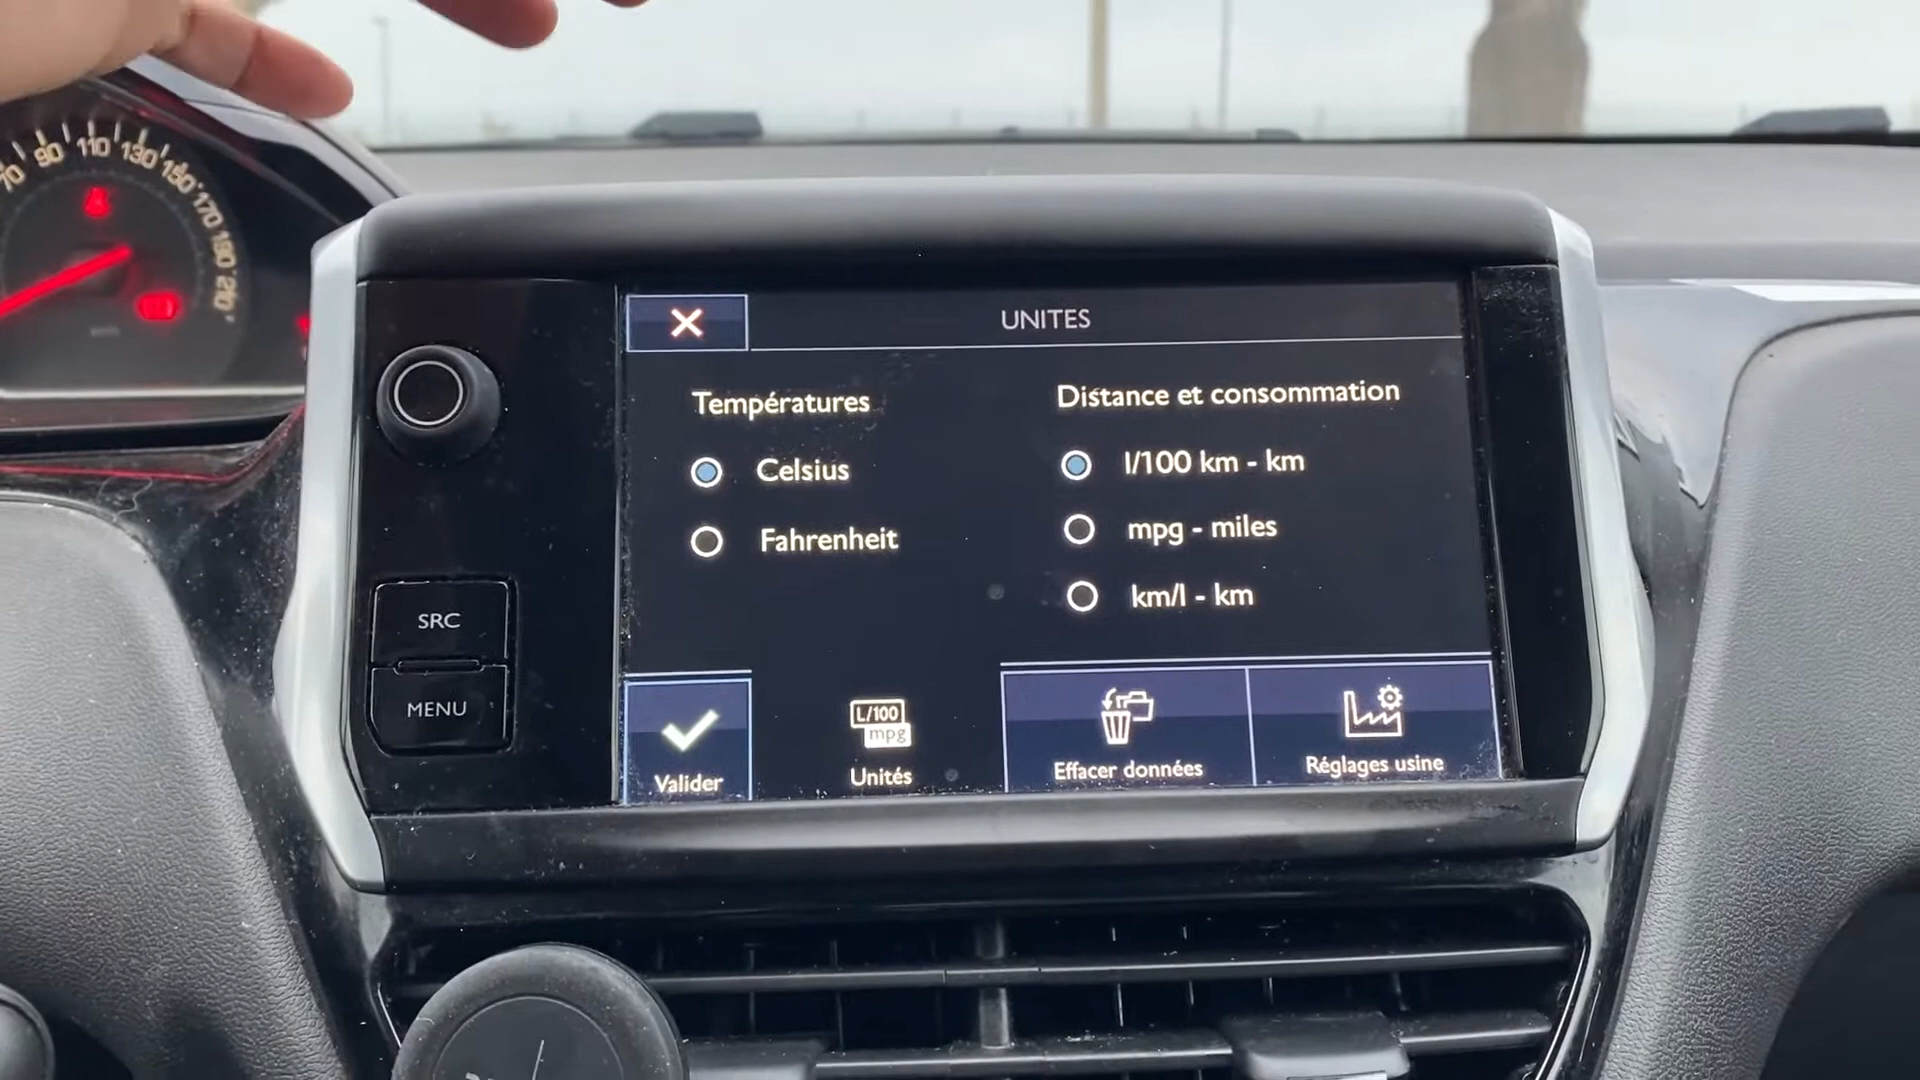 70 90 110 130 150 170 190 210
UNITES
Températures
Distance et consommation
Celsius
l/100 km - km
Fahrenheit
mpg - miles
km/l - km
SRC
MENU
L/100
mpg
Valider
Unités
Effacer données
Réglages usine